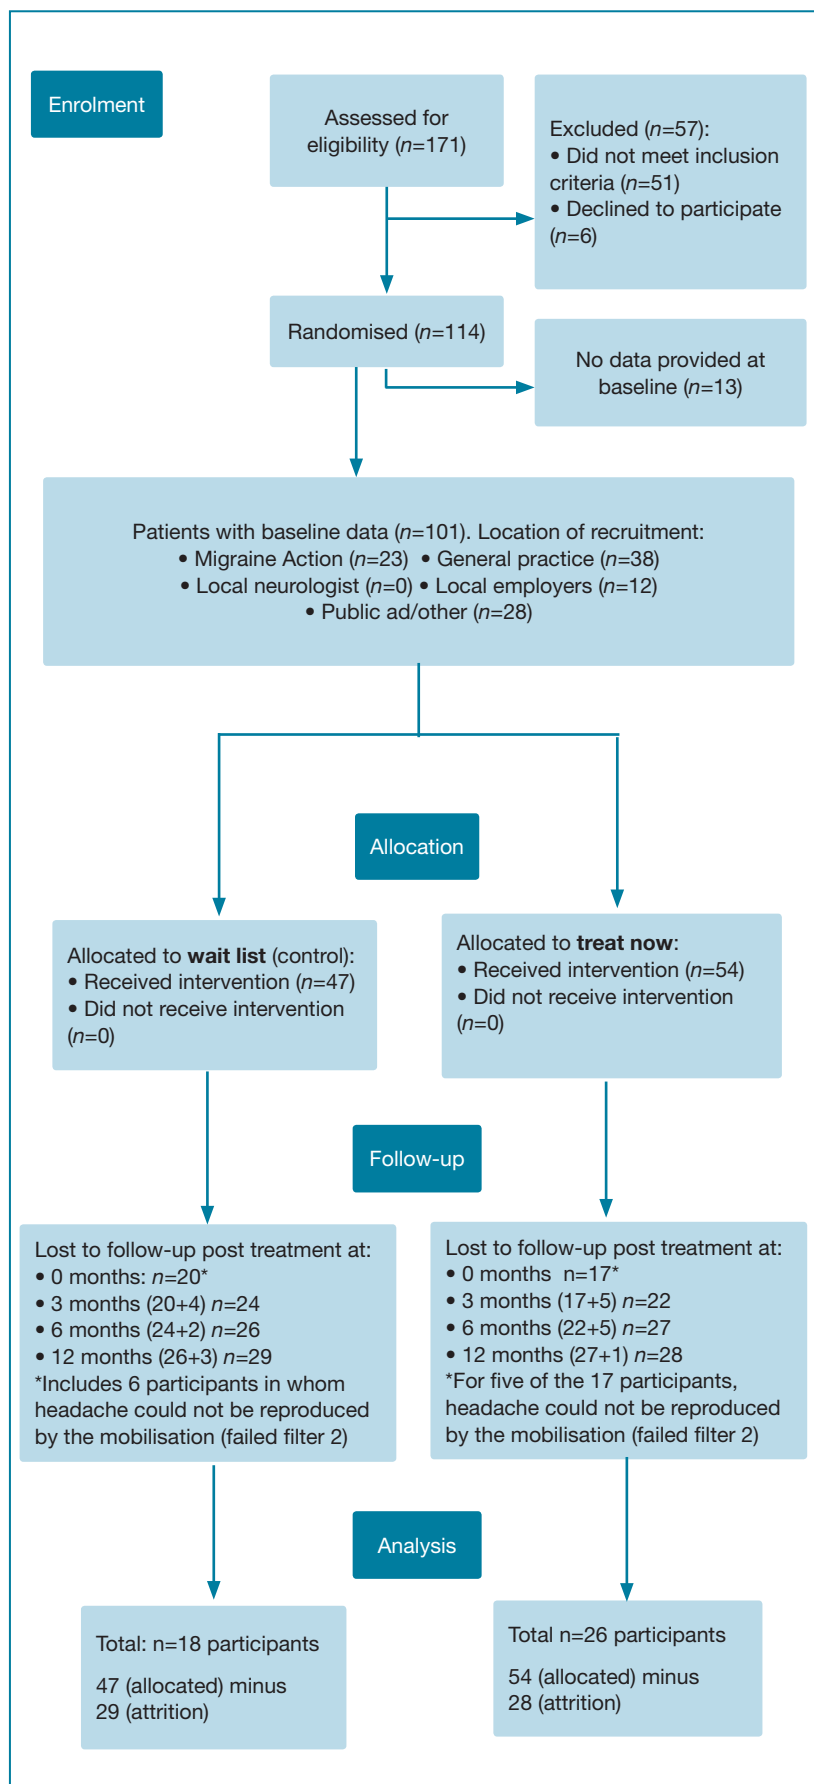 Enrolment
Assessed for
eligibility (n=171)
Excluded (n=57):
• Did not meet inclusion
criteria (n=51)
• Declined to participate
(n=6)
Randomised (n=114)
No data provided at
baseline (n=13)
Patients with baseline data (n=101). Location of recruitment:
• Migraine Action (n=23) • General practice (n=38)
• Local neurologist (n=0) • Local employers (n=12)
• Public ad/other (n=28)
Allocation
Allocated to wait list (control):
• Received intervention (n=47)
• Did not receive intervention
(n=0)
Allocated to treat now:
• Received intervention (n=54)
• Did not receive intervention
(n=0)
Follow-up
Lost to follow-up post treatment at:
• 0 months: n=20*
• 3 months (20+4) n=24
• 6 months (24+2) n=26
• 12 months (26+3) n=29
*Includes 6 participants in whom
headache could not be reproduced
by the mobilisation (failed filter 2)
Lost to follow-up post treatment at:
• 0 months n=17*
• 3 months (17+5) n=22
• 6 months (22+5) n=27
• 12 months (27+1) n=28
*For five of the 17 participants,
headache could not be reproduced
by the mobilisation (failed filter 2)
Analysis
Total: n=18 participants
47 (allocated) minus
29 (attrition)
Total n=26 participants
54 (allocated) minus
28 (attrition)